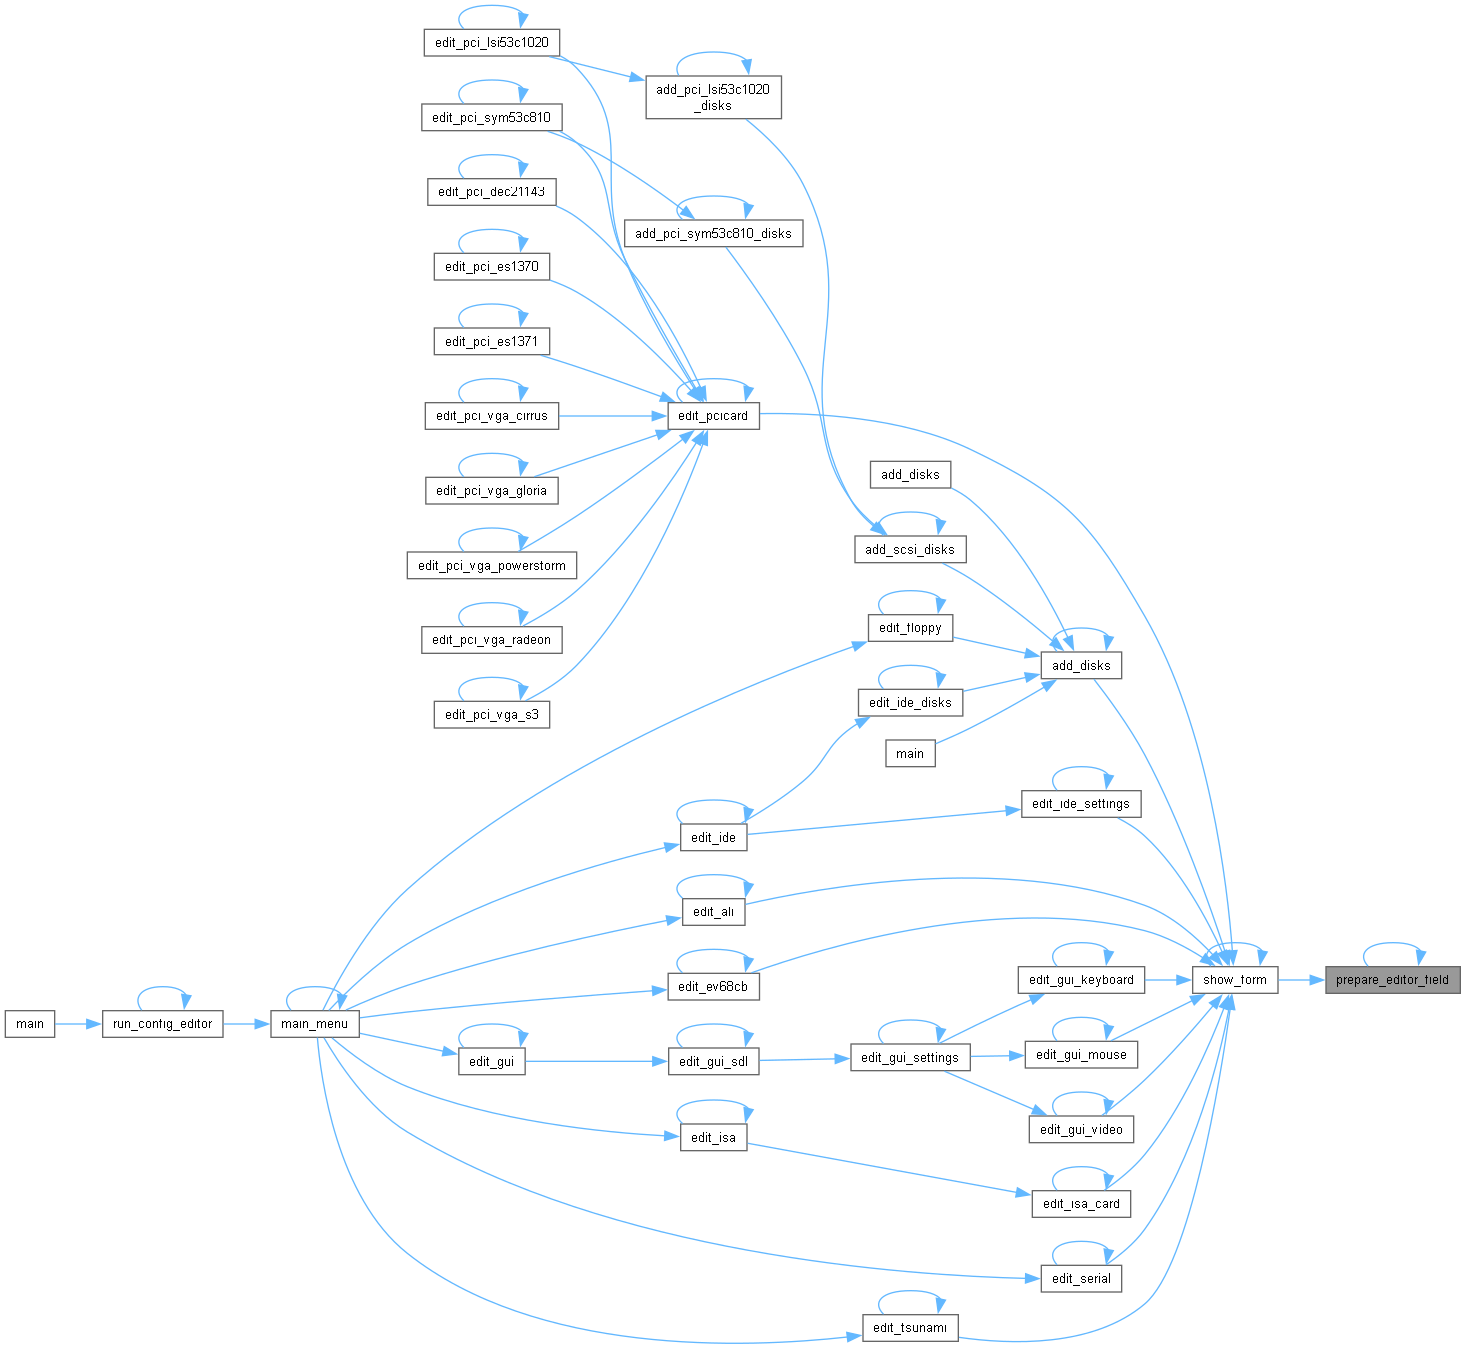 edit_pci_lsi53c1020
add_pci_lsi53c1020
_disks
edit_pci_sym53c810
edit_pci_dec21143
add_pci_sym53c810_disks
edit_pci_es1370
edit_pci_es1371
edit_pci_vga_cirrus
edit_pcicard
add_disks
edit_pci_vga_gloria
add_scsi_disks
edit_pci_vga_powerstorm
edit_floppy
edit_pci_vga_radeon
add_disks
edit_ide_disks
edit_pci_vga_s3
main
edit_ide_settings
edit_ide
edit_ali
edit_ev68cb
edit_gui_keyboard
show_form
prepare_editor_field
main
run_config_editor
main_menu
edit_gui
edit_gui_sdl
edit_gui_settings
edit_gui_mouse
edit_gui_video
edit_isa
edit_isa_card
edit_serial
edit_tsunami